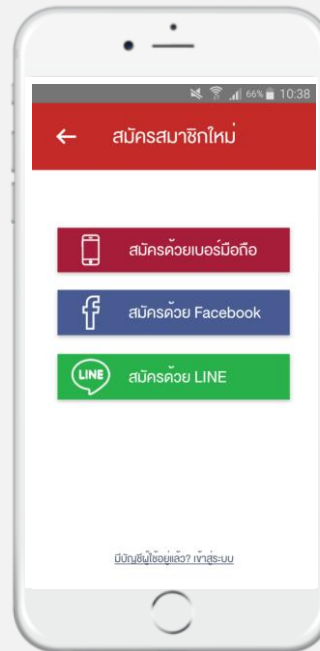 66% 10:38
สมัครสมาชิกใหม่
สมัครด้วยเบอร์มือถือ
สมัครด้วย Facebook
LINE สมัครด้วย LINE
มีบัญชีผู้ใช้อยู่แล้ว? เข้าสู่ระบบ